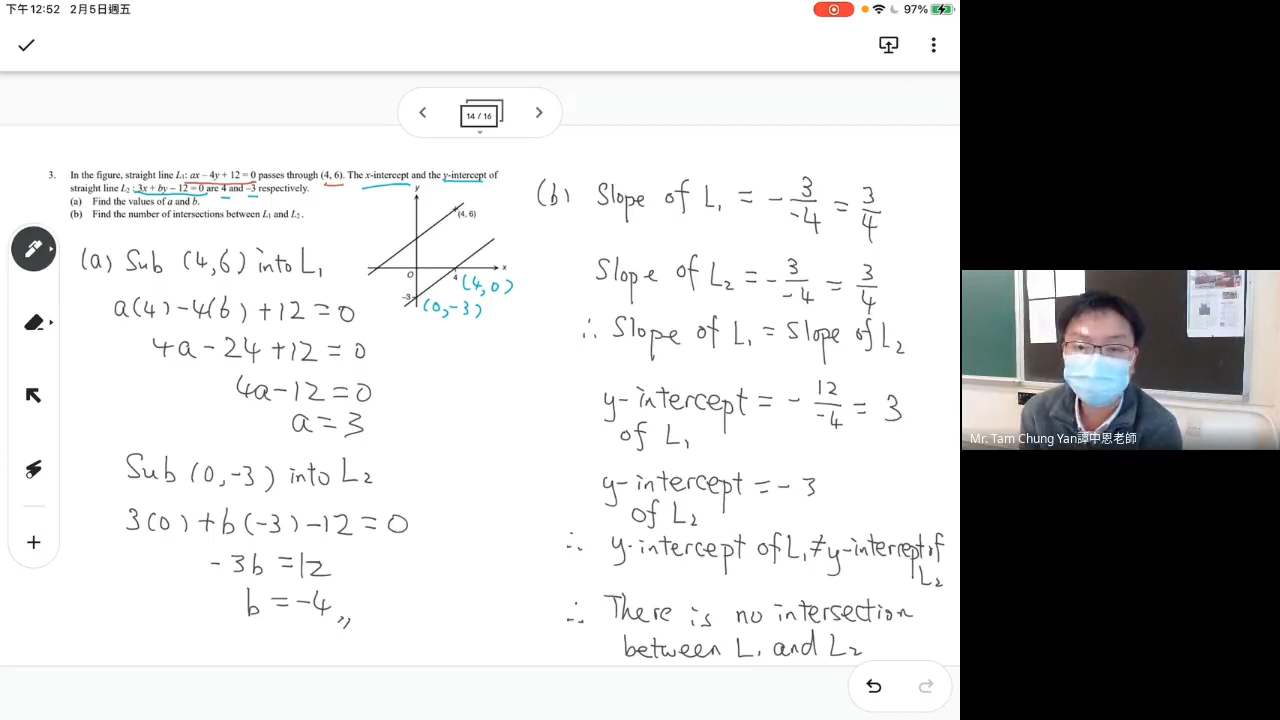 下午12:52 2月5日週五
97%
14 / 16
3. In the figure, straight line L₁: ax − 4y + 12 = 0 passes through (4, 6). The x-intercept and the y-intercept of
straight line L₂ : 3x + by − 12 = 0 are 4 and −3 respectively.
(a) Find the values of a and b.
(b) Find the number of intersections between L₁ and L₂.
y
(4, 6)
O
4
x
(4, 0)
−3
(0, −3)
(a) Sub (4, 6) into L₁
a(4) − 4(6) + 12 = 0
4a − 24 + 12 = 0
4a − 12 = 0
a = 3
Sub (0, −3) into L₂
3(0) + b(−3) − 12 = 0
− 3b = 12
b = −4 ,,
(b) Slope of L₁ = − 3/−4 = 3/4
Slope of L₂ = − 3/−4 = 3/4
∴ Slope of L₁ = Slope of L₂
y-intercept = − 12/−4 = 3
of L₁
y-intercept = − 3
of L₂
∴ y-intercept of L₁ ≠ y-intercept of
L₂
∴ There is no intersection
between L₁ and L₂
Mr. Tam Chung Yan譚中恩老師